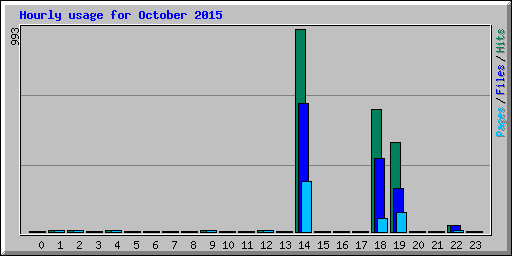 Hourly usage for October 2015
993
Pages/Files/Hits
0 1 2 3 4 5 6 7 8 9 10 11 12 13 14 15 16 17 18 19 20 21 22 23